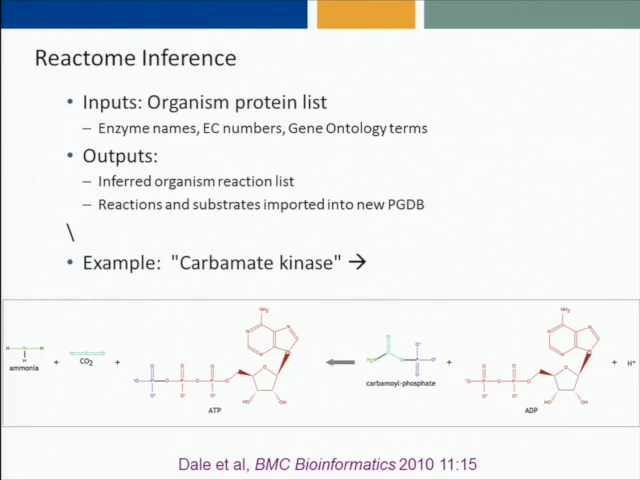 Reactome Inference
• Inputs: Organism protein list
– Enzyme names, EC numbers, Gene Ontology terms
• Outputs:
– Inferred organism reaction list
– Reactions and substrates imported into new PGDB
\
• Example: "Carbamate kinase" →
ammonia + CO2 + ATP ← carbamoyl-phosphate + ADP + H+
Dale et al, BMC Bioinformatics 2010 11:15